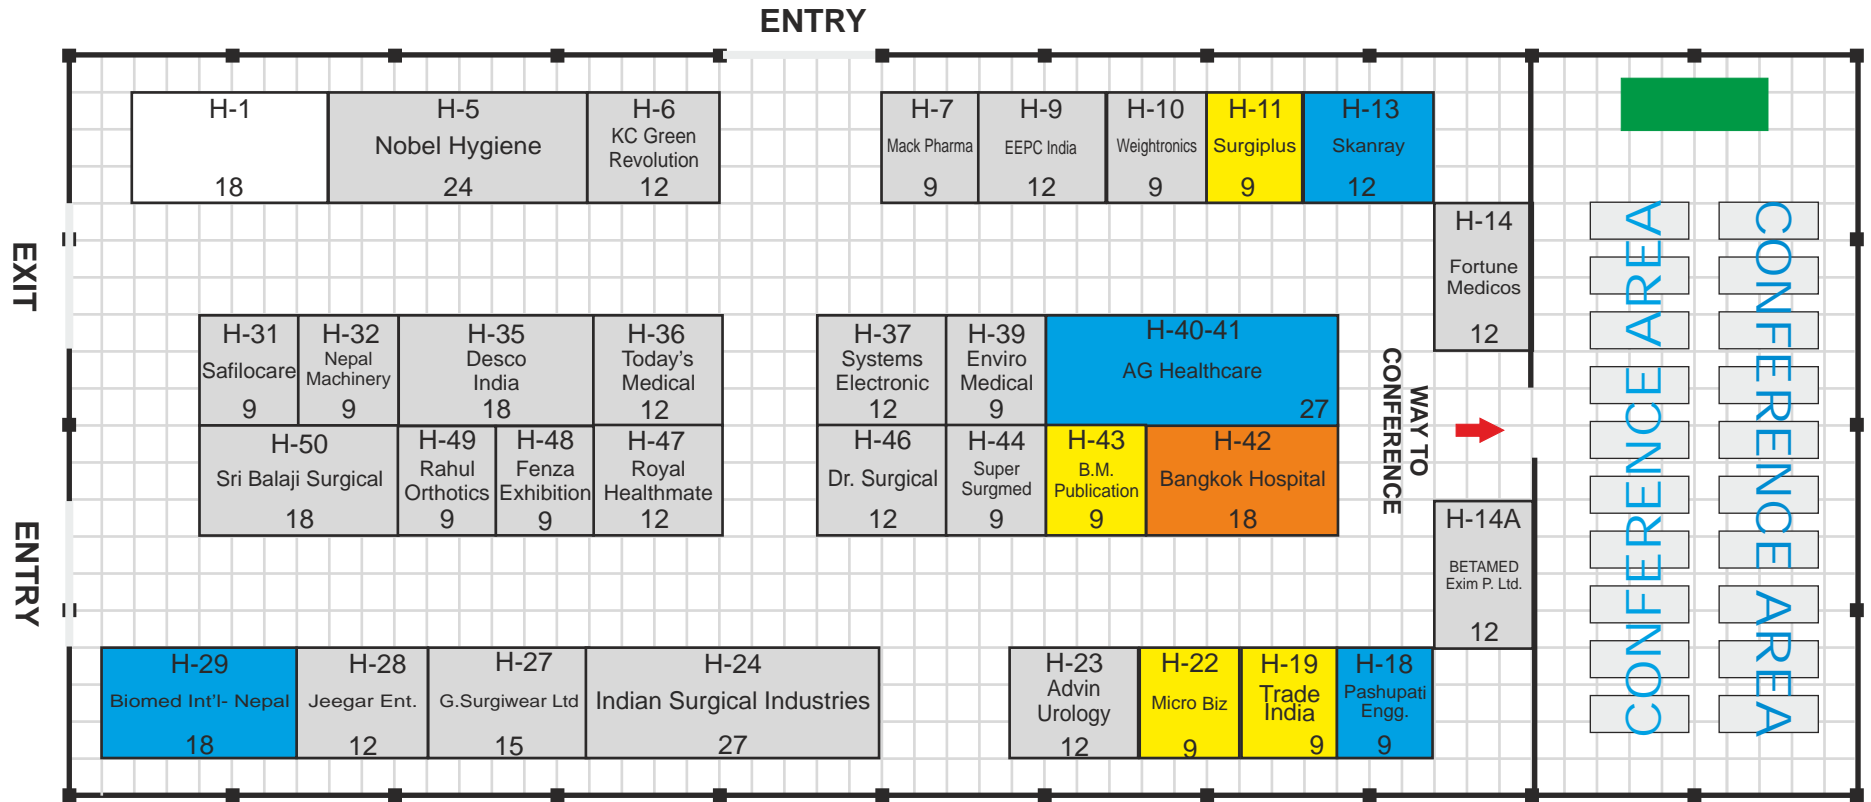 ENTRY
H-1
18
H-5
Nobel Hygiene
24
H-6
KC Green
Revolution
12
H-7
Mack Pharma
9
H-9
EEPC India
12
H-10
Weightronics
9
H-11
Surgiplus
9
H-13
Skanray
12
H-14
Fortune
Medicos
12
EXIT
H-31
Safilocare
9
H-32
Nepal
Machinery
9
H-35
Desco
India
18
H-36
Today's
Medical
12
H-37
Systems
Electronic
12
H-39
Enviro
Medical
9
H-40-41
AG Healthcare
27
WAY TO
CONFERENCE
CONFERENCE AREA
CONFERENCE AREA
H-50
Sri Balaji Surgical
18
H-49
Rahul
Orthotics
9
H-48
Fenza
Exhibition
9
H-47
Royal
Healthmate
12
H-46
Dr. Surgical
12
H-44
Super
Surgmed
9
H-43
B.M.
Publication
9
H-42
Bangkok Hospital
18
H-14A
BETAMED
Exim P. Ltd.
12
ENTRY
H-29
Biomed Int'l- Nepal
18
H-28
Jeegar Ent.
12
H-27
G.Surgiwear Ltd
15
H-24
Indian Surgical Industries
27
H-23
Advin
Urology
12
H-22
Micro Biz
9
H-19
Trade
India
9
H-18
Pashupati
Engg.
9